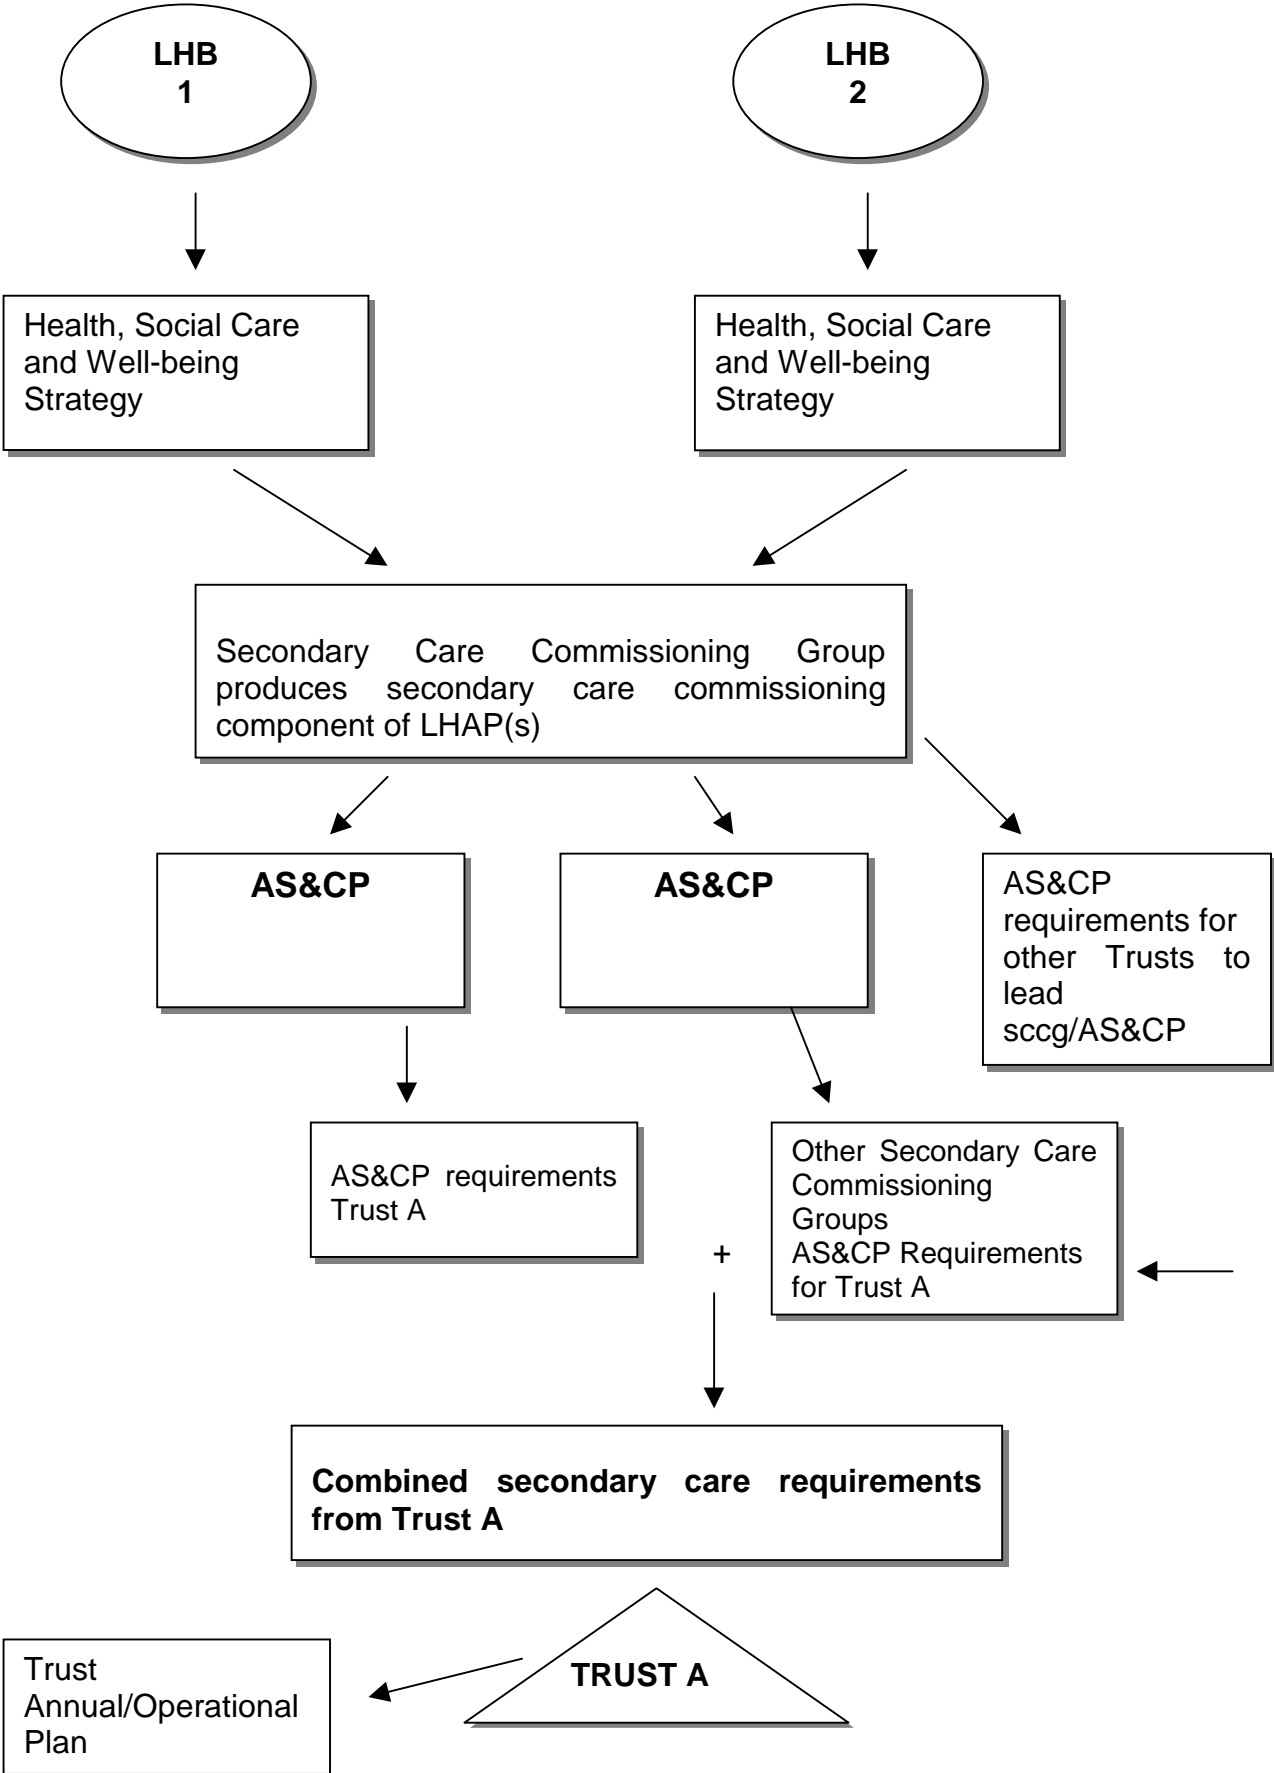 LHB
1
LHB
2
Health, Social Care
and Well-being
Strategy
Health, Social Care
and Well-being
Strategy
Secondary Care Commissioning Group
produces secondary care commissioning
component of LHAP(s)
AS&CP
AS&CP
AS&CP
requirements for
other Trusts to
lead
sccg/AS&CP
AS&CP requirements
Trust A
+
Other Secondary Care
Commissioning
Groups
AS&CP Requirements
for Trust A
Combined secondary care requirements
from Trust A
TRUST A
Trust
Annual/Operational
Plan